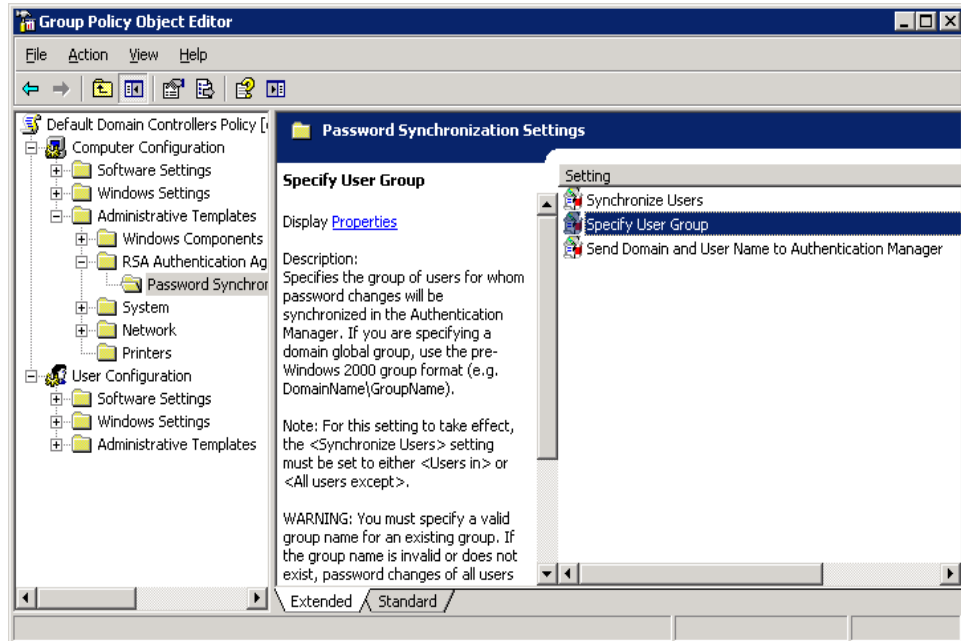 Group Policy Object Editor
File Action View Help
Default Domain Controllers Policy [
Computer Configuration
Software Settings
Windows Settings
Administrative Templates
Windows Components
RSA Authentication Ag
Password Synchror
System
Network
Printers
User Configuration
Software Settings
Windows Settings
Administrative Templates
Password Synchronization Settings
Specify User Group
Display Properties
Description:
Specifies the group of users for whom
password changes will be
synchronized in the Authentication
Manager. If you are specifying a
domain global group, use the pre-
Windows 2000 group format (e.g.
DomainName\GroupName).
Note: For this setting to take effect,
the <Synchronize Users> setting
must be set to either <Users in> or
<All users except>.
WARNING: You must specify a valid
group name for an existing group. If
the group name is invalid or does not
exist, password changes of all users
Setting
Synchronize Users
Specify User Group
Send Domain and User Name to Authentication Manager
Extended Standard